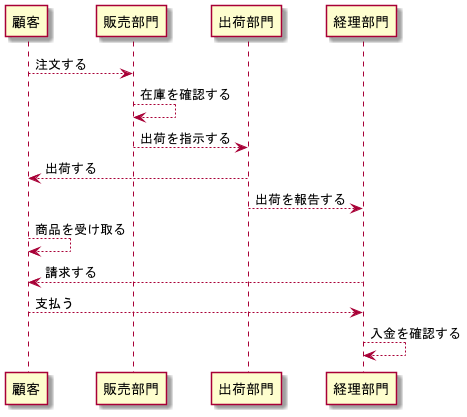 顧客 販売部門 出荷部門 経理部門
注文する
在庫を確認する
出荷を指示する
出荷する
出荷を報告する
商品を受け取る
請求する
支払う
入金を確認する
顧客 販売部門 出荷部門 経理部門